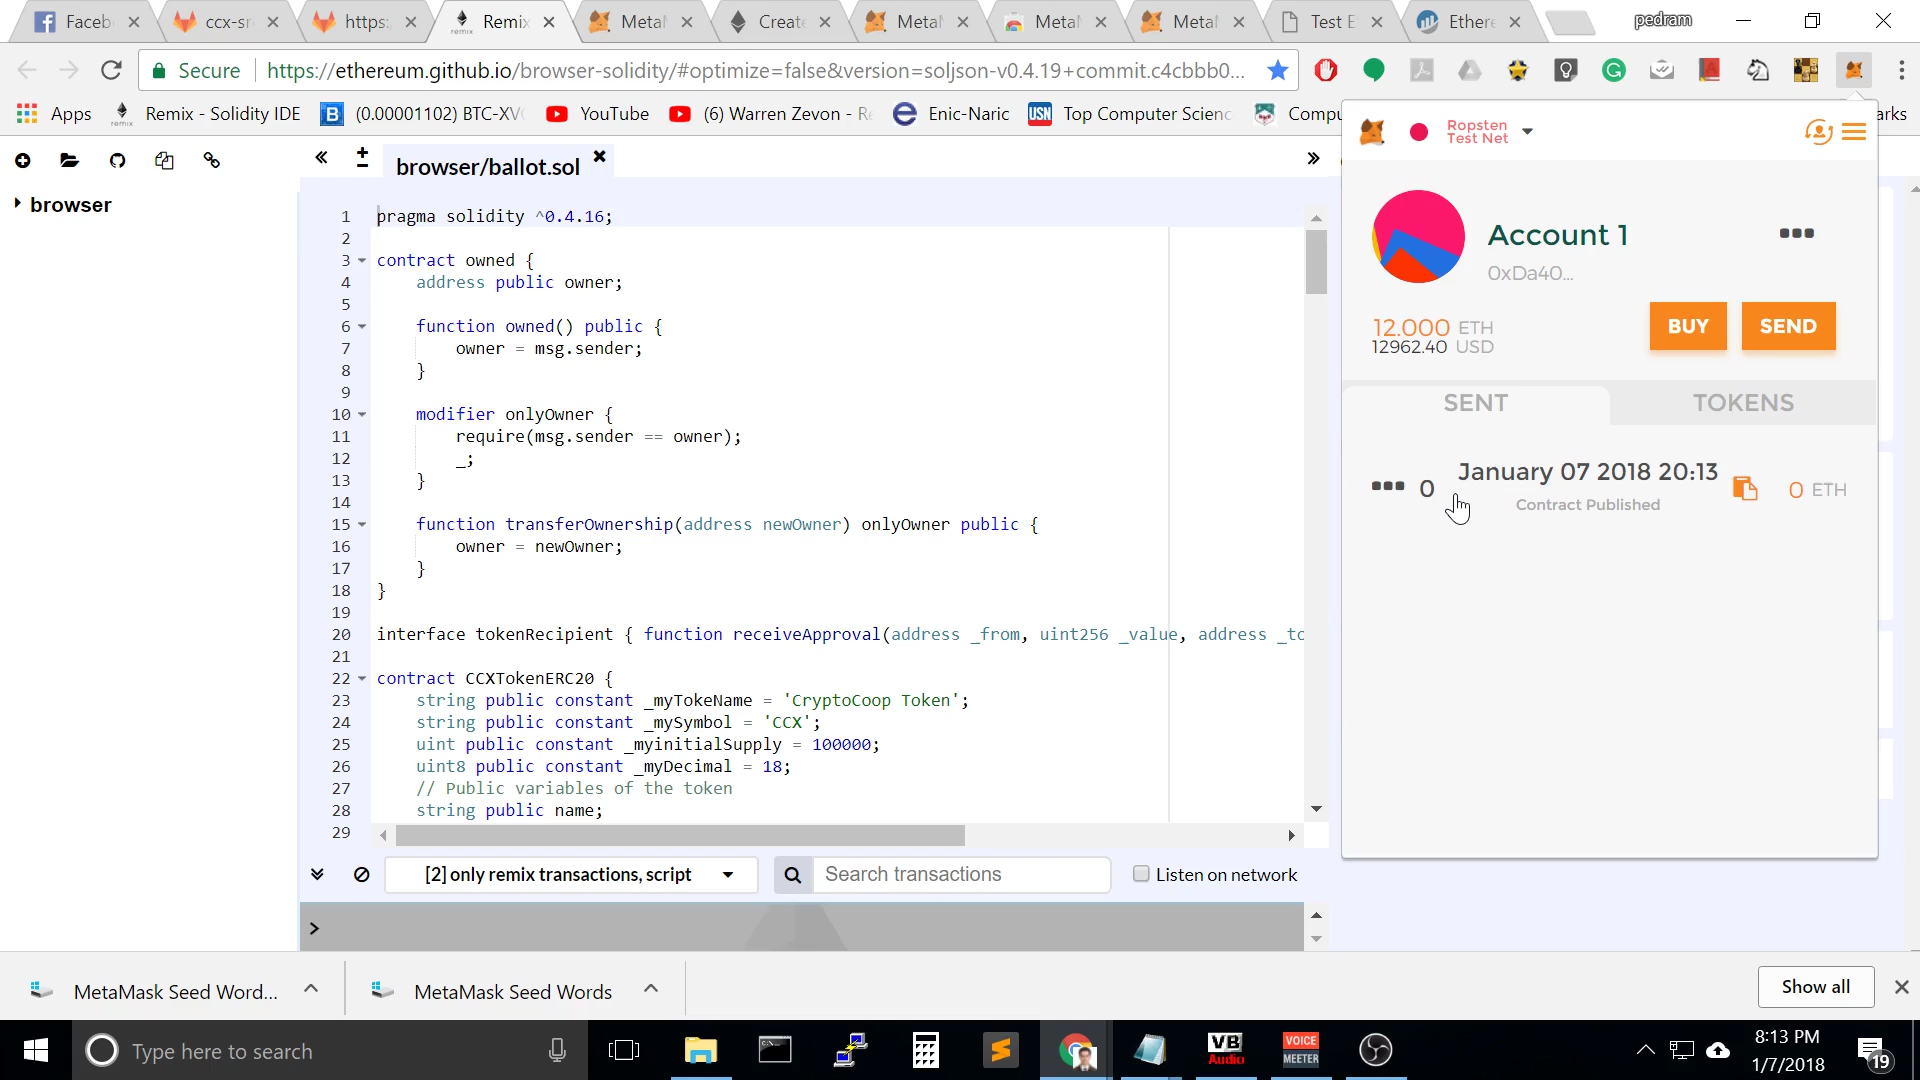 Faceb
ccx-sr
https:
Remix
Meta
Create
Meta
Meta
Meta
Test E
Ethere
pedram
Secure
https://ethereum.github.io/browser-solidity/#optimize=false&version=soljson-v0.4.19+commit.c4cbbb0...
Apps
Remix - Solidity IDE
(0.00001102) BTC-XV
YouTube
(6) Warren Zevon - R
Enic-Naric
USN
Top Computer Scienc
Compu
arks
browser
browser/ballot.sol
1 pragma solidity ^0.4.16;
2
3 contract owned {
4 address public owner;
5
6 function owned() public {
7 owner = msg.sender;
8 }
9
10 modifier onlyOwner {
11 require(msg.sender == owner);
12 _;
13 }
14
15 function transferOwnership(address newOwner) onlyOwner public {
16 owner = newOwner;
17 }
18 }
19
20 interface tokenRecipient { function receiveApproval(address _from, uint256 _value, address _to
21
22 contract CCXTokenERC20 {
23 string public constant _myTokeName = 'CryptoCoop Token';
24 string public constant _mySymbol = 'CCX';
25 uint public constant _myinitialSupply = 100000;
26 uint8 public constant _myDecimal = 18;
27 // Public variables of the token
28 string public name;
29
[2] only remix transactions, script
Search transactions
Listen on network
>
Ropsten
Test Net
Account 1
0xDa40...
12.000 ETH
12962.40 USD
BUY
SEND
SENT
TOKENS
0
January 07 2018 20:13
Contract Published
0 ETH
MetaMask Seed Word...
MetaMask Seed Words
Show all
Type here to search
VB
Audio
VOICE
MEETER
8:13 PM
1/7/2018
19